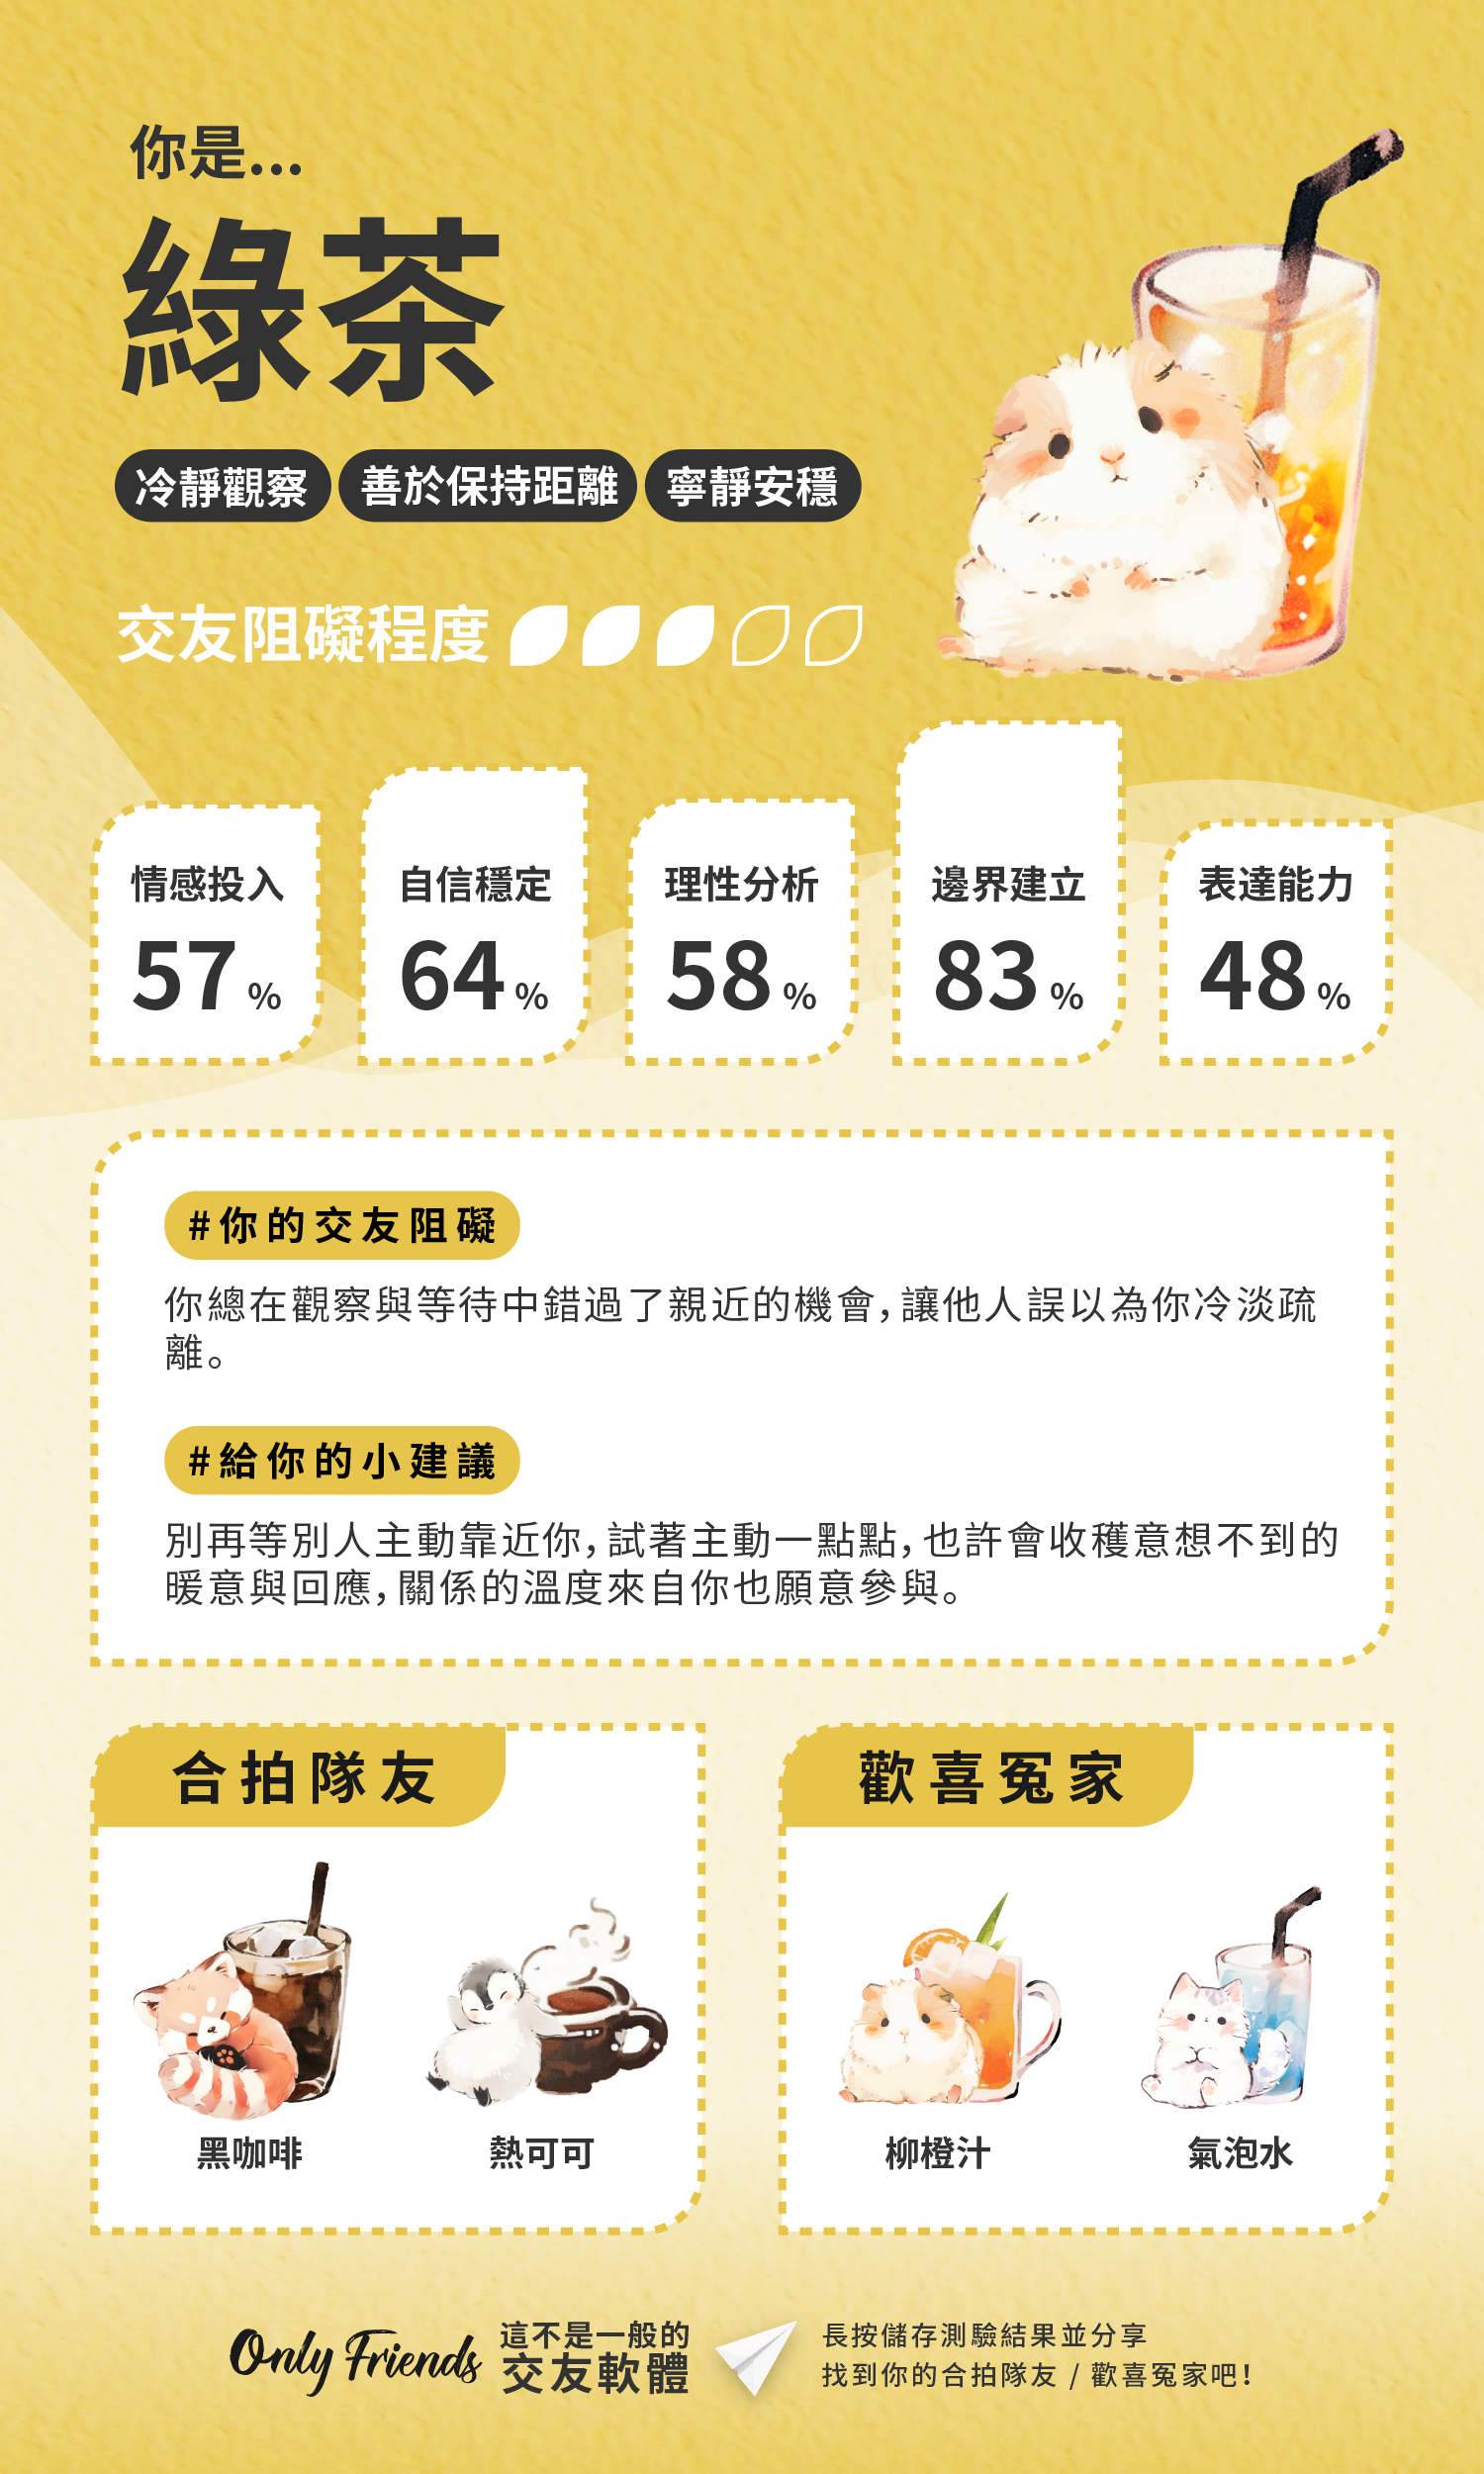 你是...
綠茶
冷靜觀察 善於保持距離 寧靜安穩
交友阻礙程度
情感投入 自信穩定 理性分析 邊界建立 表達能力
57% 64% 58% 83% 48%
#你的交友阻礙
你總在觀察與等待中錯過了親近的機會，讓他人誤以為你冷淡疏
離。
#給你的小建議
別再等別人主動靠近你，試著主動一點點，也許會收穫意想不到的
暖意與回應，關係的溫度來自你也願意參與。
合拍隊友
黑咖啡 熱可可
歡喜冤家
柳橙汁 氣泡水
Only Friends
這不是一般的
交友軟體
長按儲存測驗結果並分享
找到你的合拍隊友 / 歡喜冤家吧！